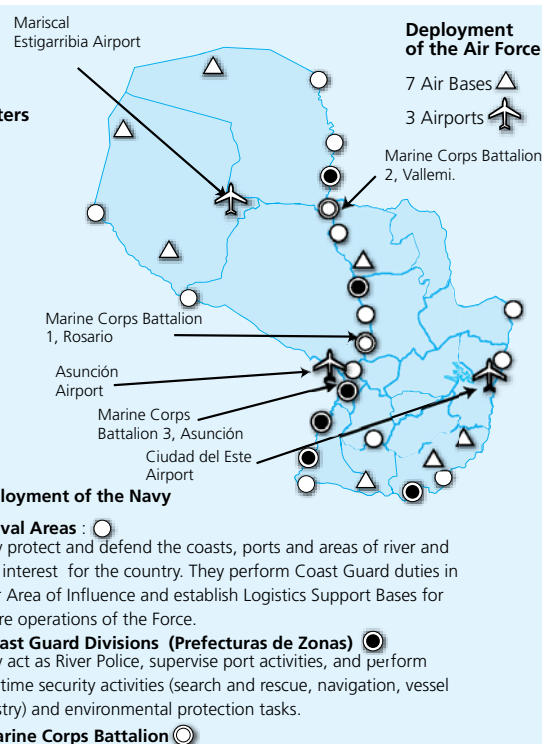 Mariscal
Estigarribia Airport
Deployment
of the Air Force
7 Air Bases
3 Airports
ters
Marine Corps Battalion
2, Vallemi.
Marine Corps Battalion
1, Rosario
Asunción
Airport
Marine Corps
Battalion 3, Asunción
Ciudad del Este
Airport
loyment of the Navy
val Areas :
y protect and defend the coasts, ports and areas of river and
interest for the country. They perform Coast Guard duties in
r Area of Influence and establish Logistics Support Bases for
re operations of the Force.
ast Guard Divisions (Prefecturas de Zonas)
y act as River Police, supervise port activities, and perform
time security activities (search and rescue, navigation, vessel
stry) and environmental protection tasks.
arine Corps Battalion